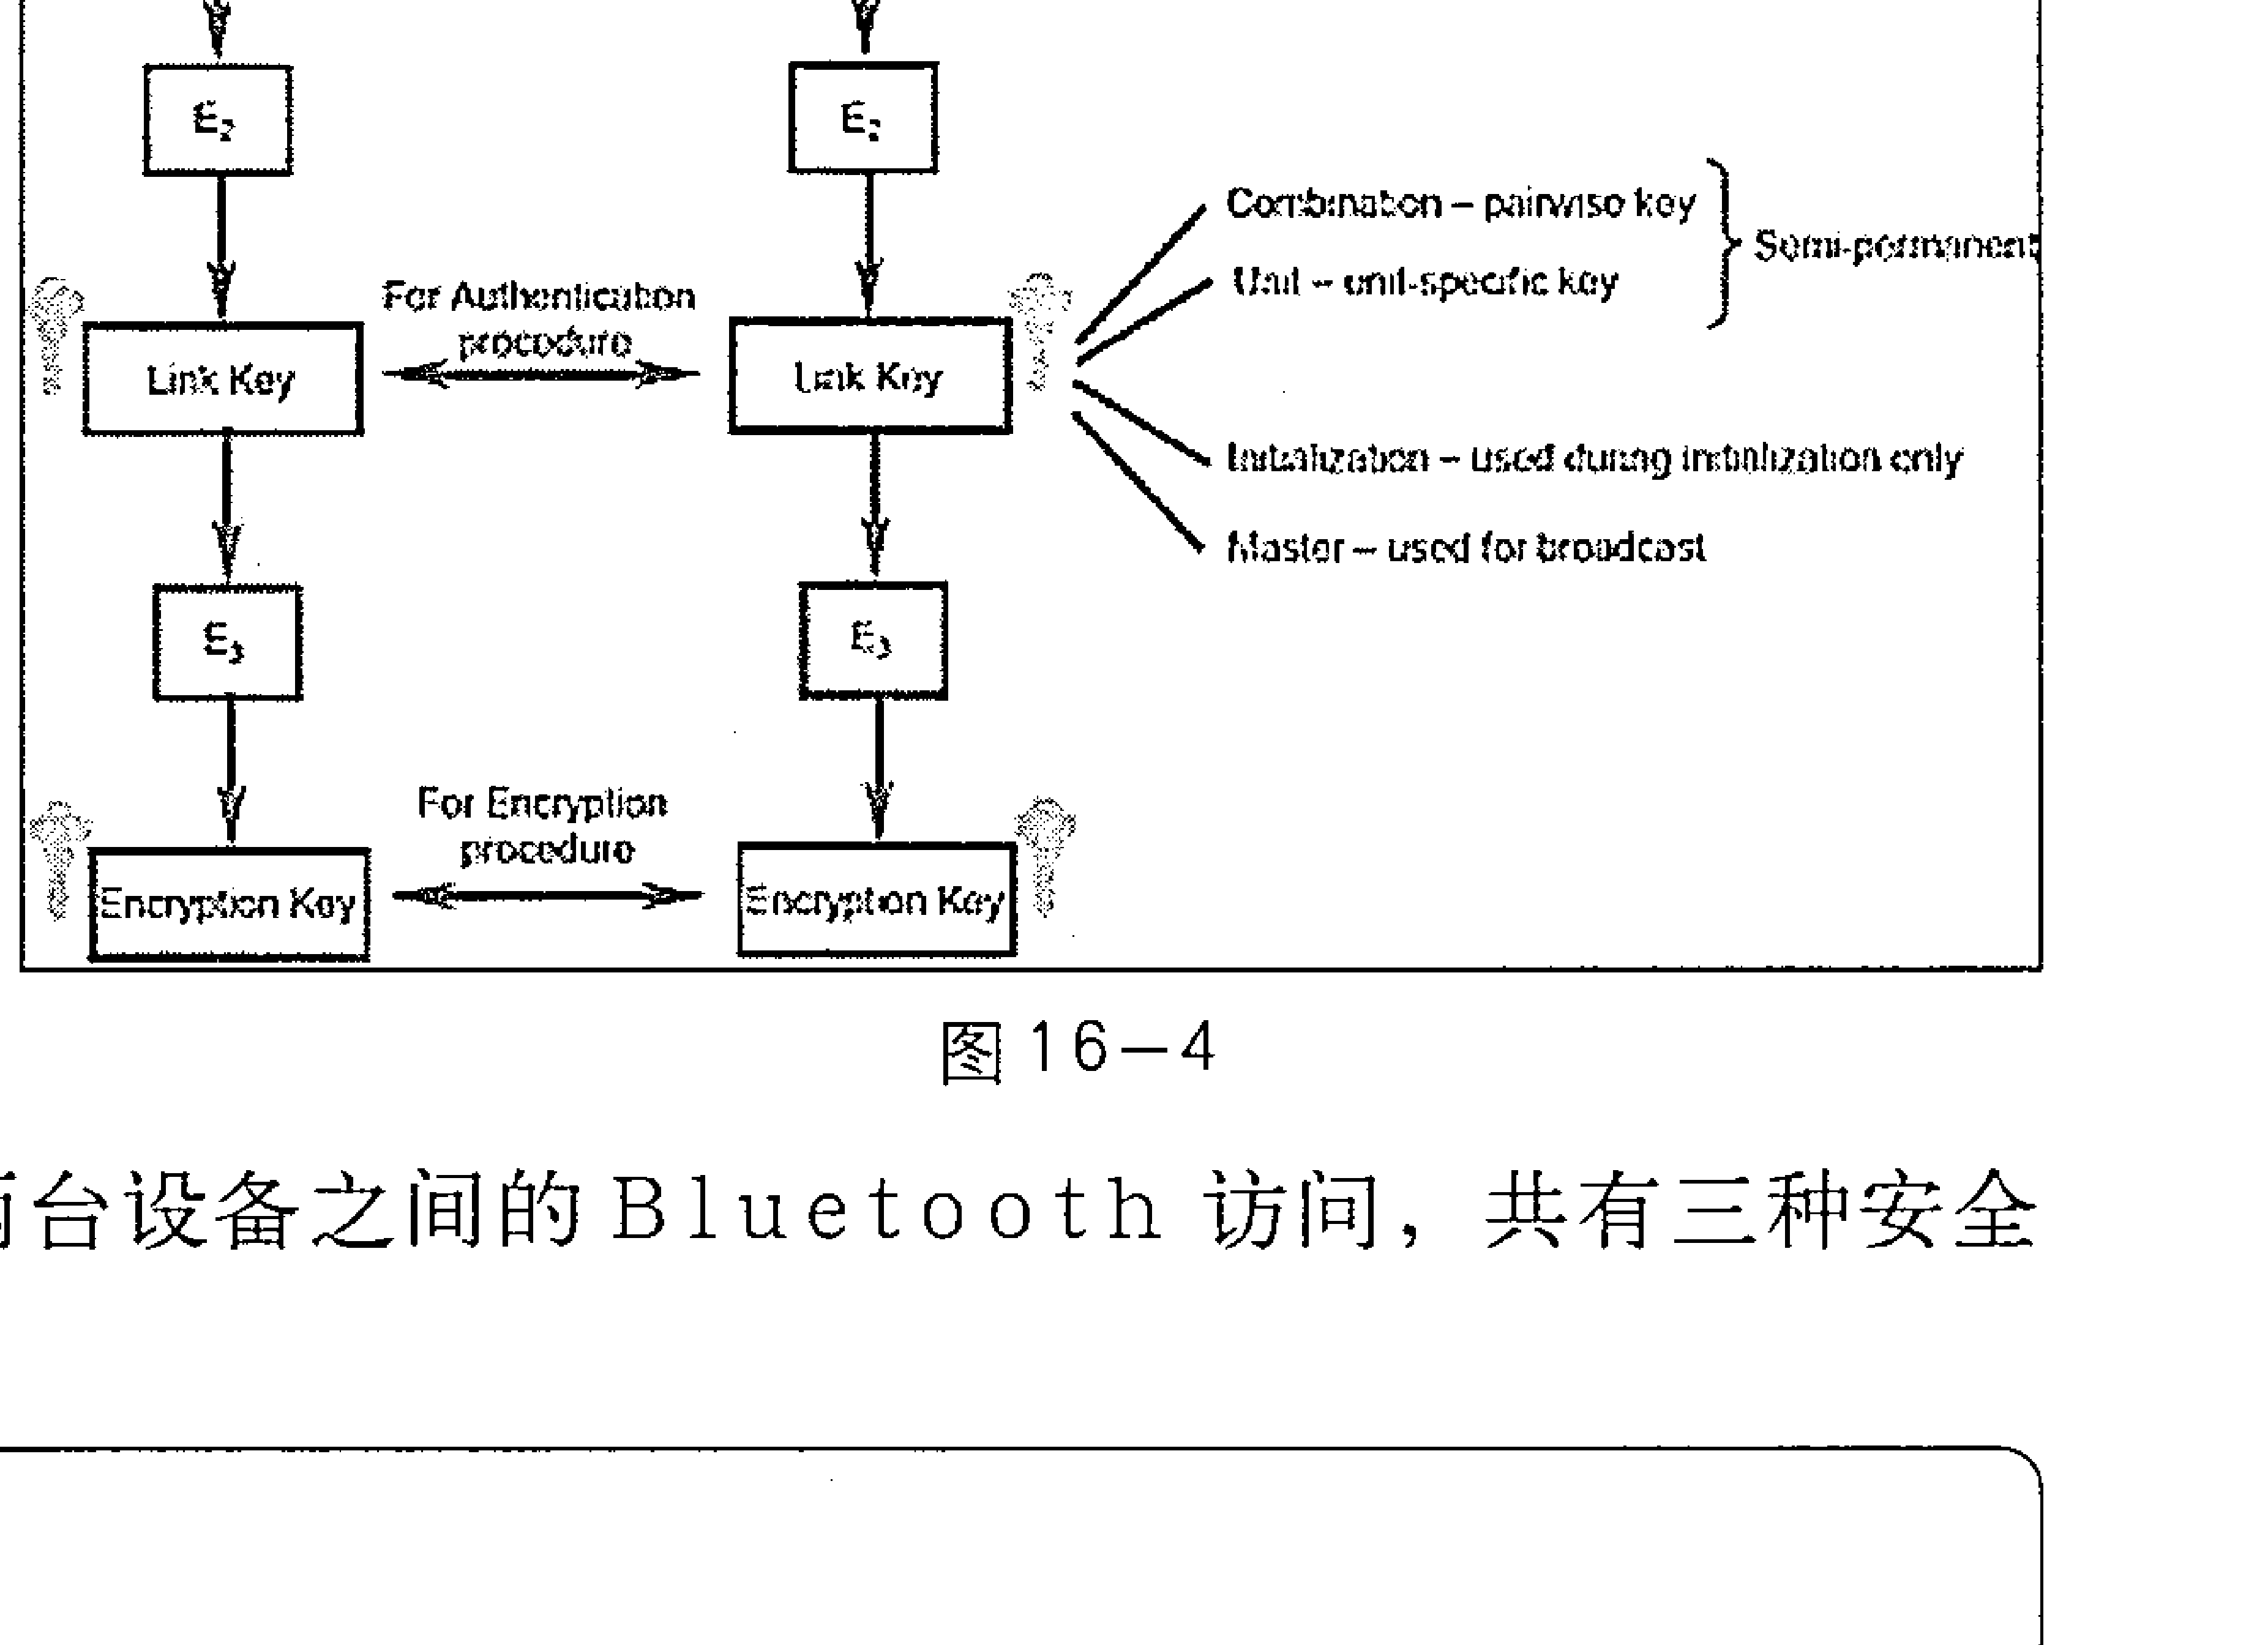 E2
E2
Combination – pairwise key
Semi-permanent
Unit – unit-specific key
For Authentication
procedure
Link Key
Link Key
Initialization – used during initialization only
Master – used for broadcast
E3
E3
For Encryption
procedure
Encryption Key
Encryption Key
图 16-4
台设备之间的 Bluetooth 访问，共有三种安全